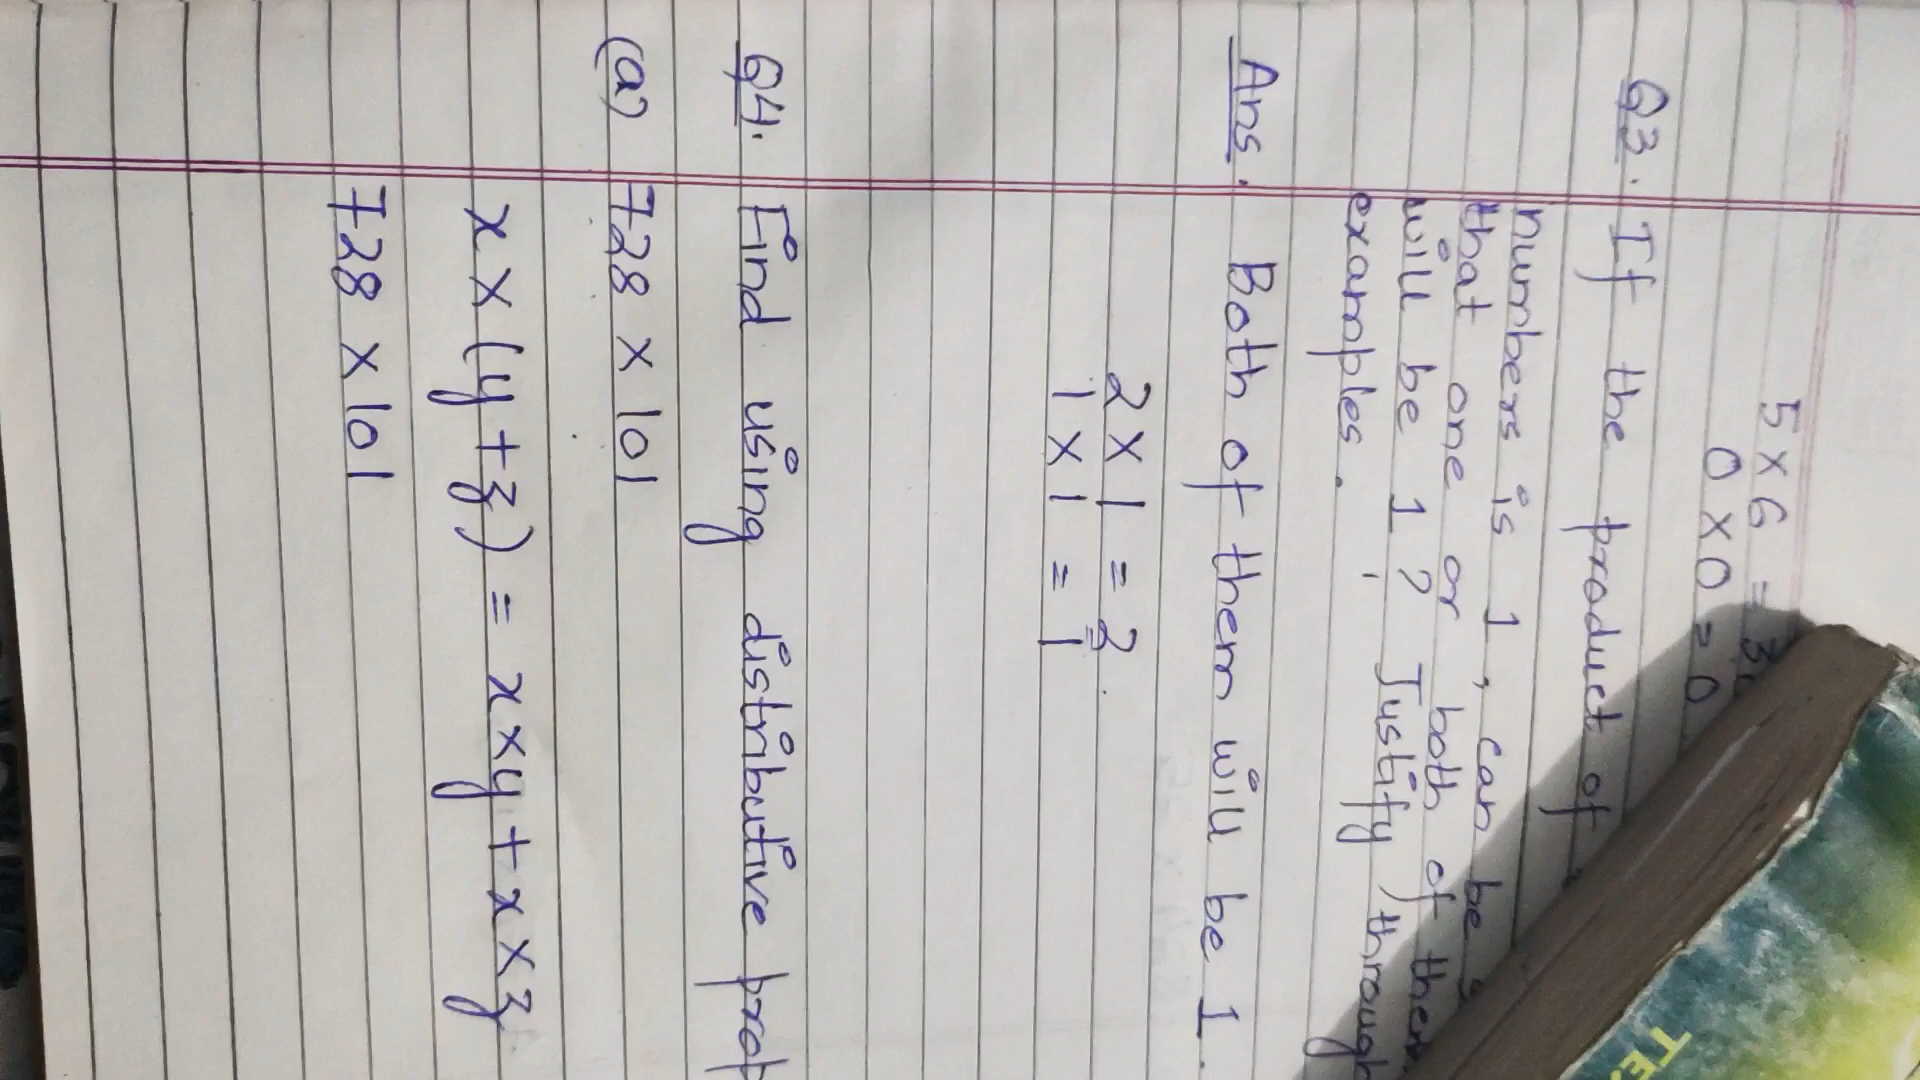 5 × 6 = 3
0 × 0 = 0
Q3. If the product of
numbers is 1, can be
that one or both of them
will be 1? Justify through
examples.
Ans. Both of them will be 1.
2 × 1 = 2
1 × 1 = 1
Q4. Find using distributive prop
(a) 728 × 101
x × (y + z) = x × y + x × z
728 × 101
TE